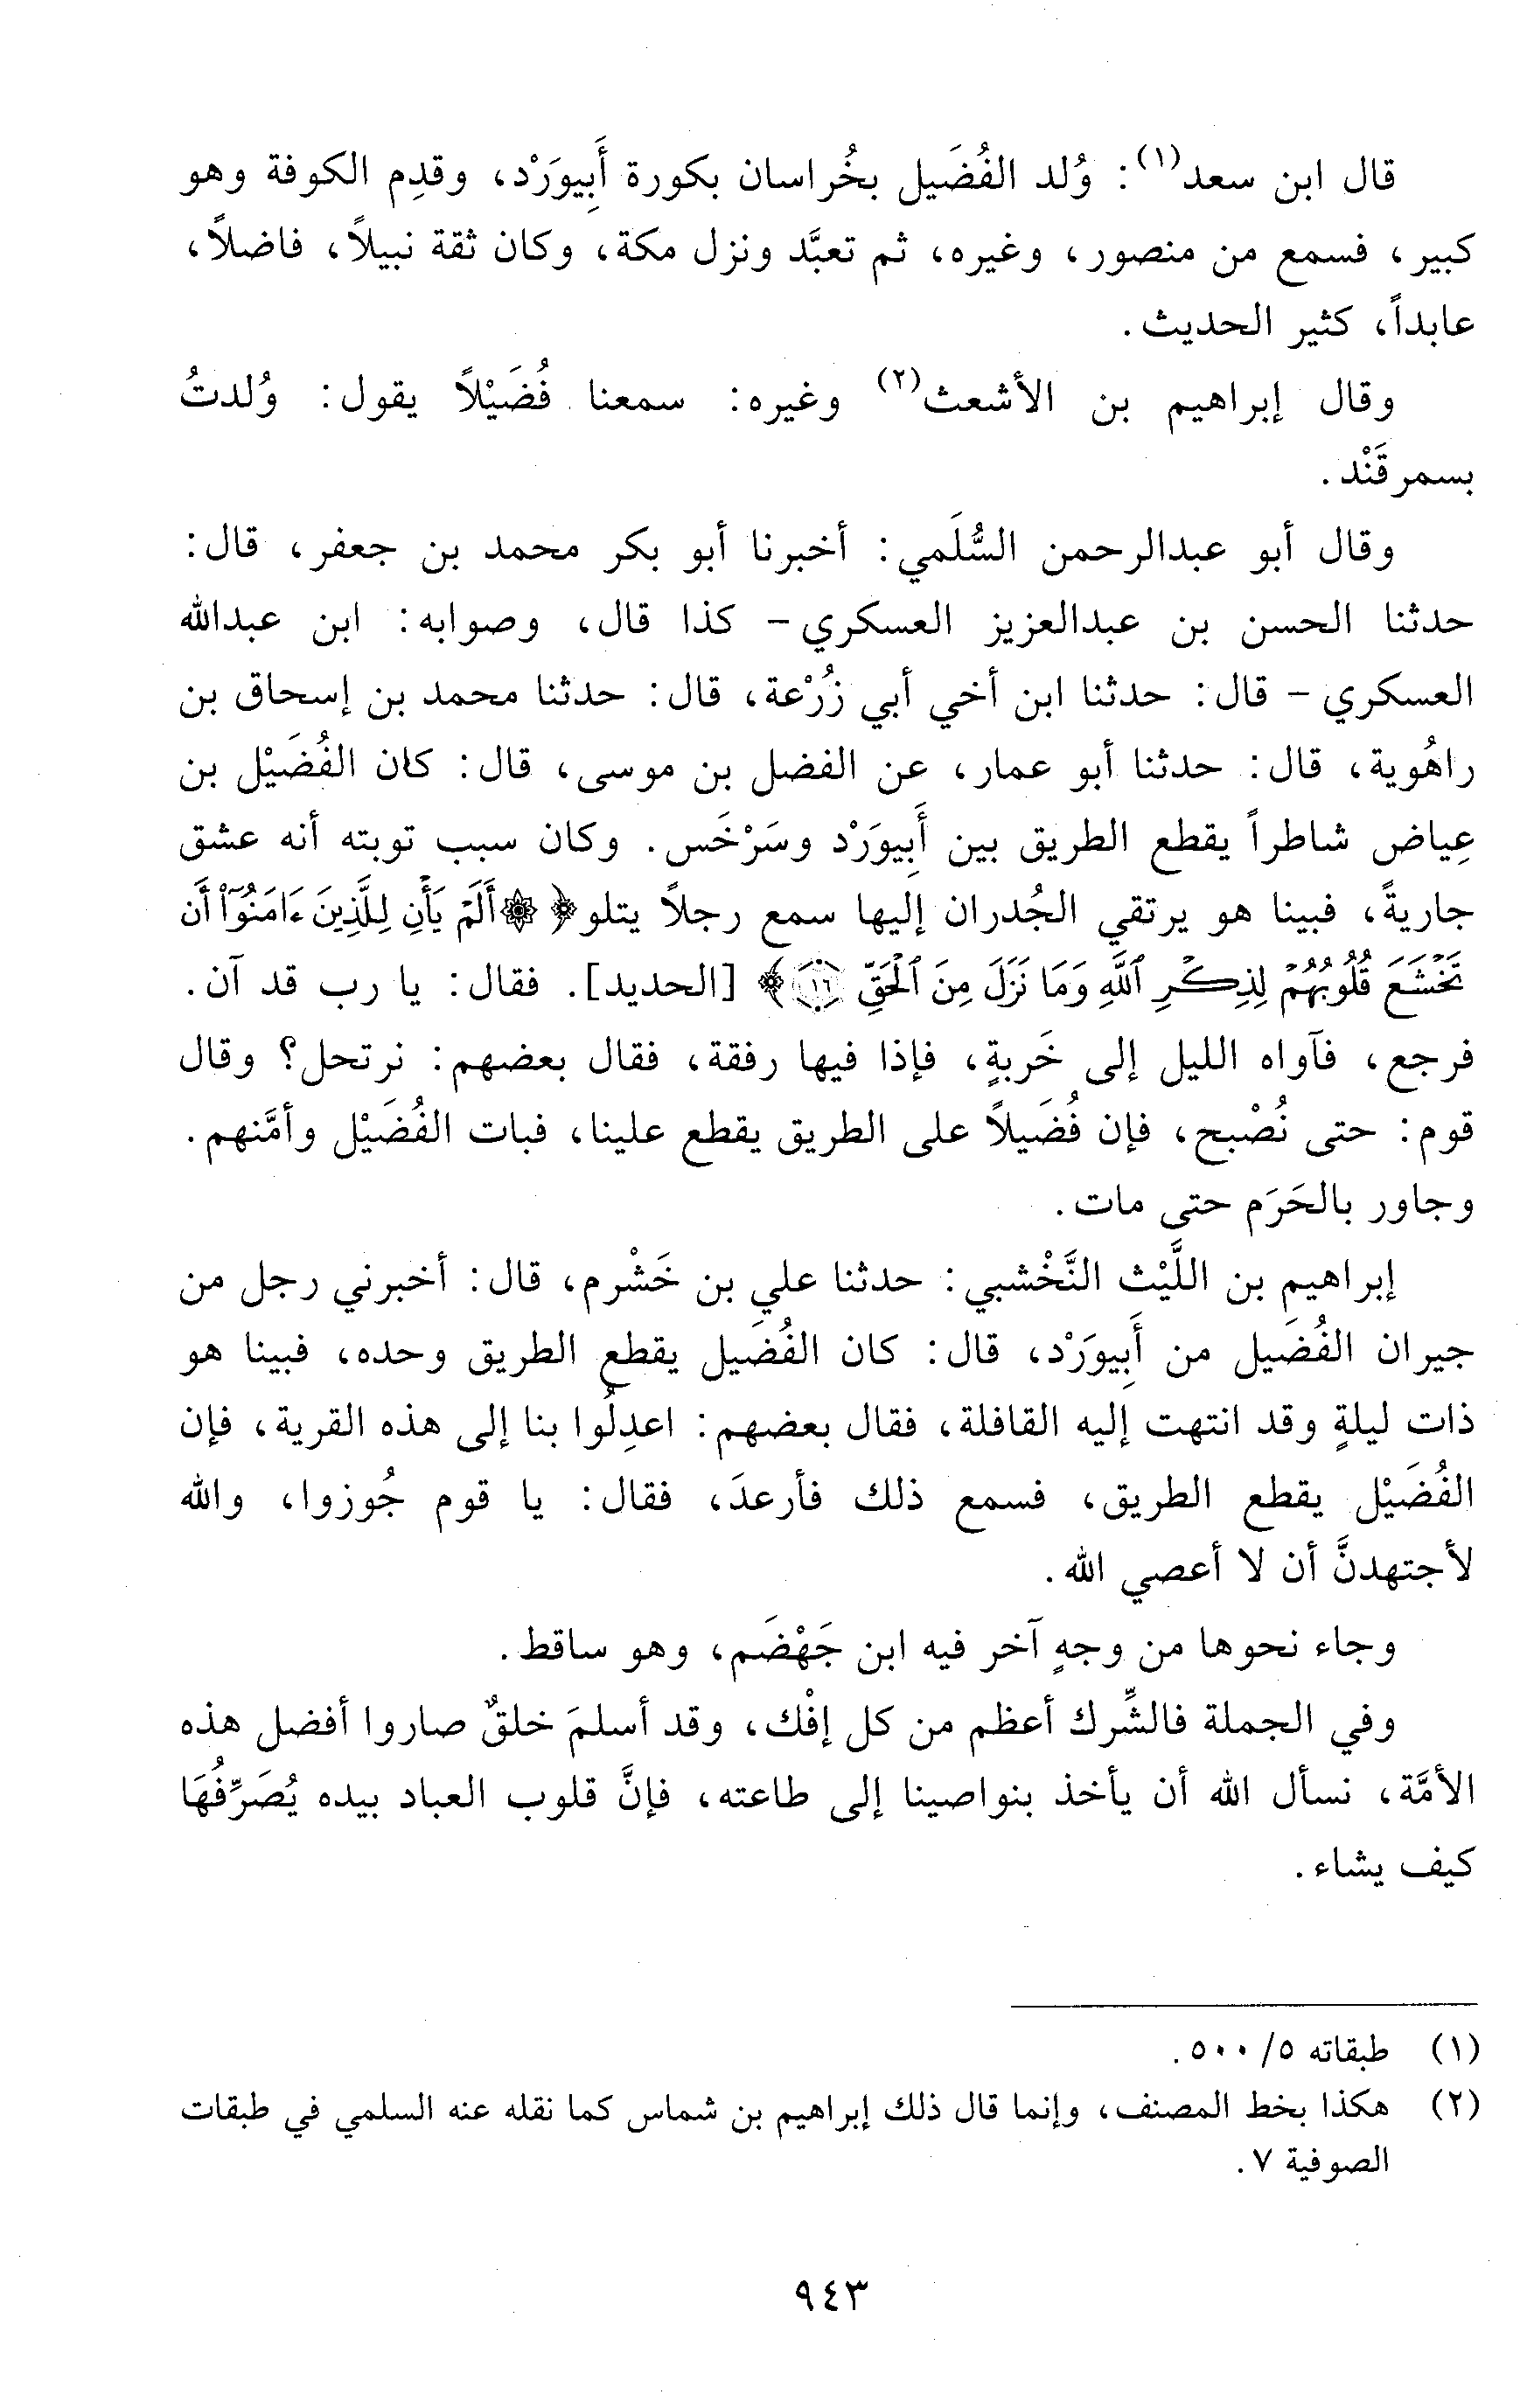 قال ابن سعد(١): وُلد الفُضَيل بخُراسان بكورة أَبِيوَرْد، وقدِم الكوفة وهو
كبير، فسمع من منصور، وغيره، ثم تعبَّد ونزل مكة، وكان ثقة نبيلاً، فاضلاً،
عابداً، كثير الحديث.
وقال إبراهيم بن الأشعث(٢) وغيره: سمعنا فُضَيْلاً يقول: وُلدتُ
بسمرقَنْد.
وقال أبو عبدالرحمن السُّلَمي: أخبرنا أبو بكر محمد بن جعفر، قال:
حدثنا الحسن بن عبدالعزيز العسكري- كذا قال، وصوابه: ابن عبدالله
العسكري - قال: حدثنا ابن أخي أبي زُرْعة، قال: حدثنا محمد بن إسحاق بن
راهُوية، قال: حدثنا أبو عمار، عن الفضل بن موسى، قال: كان الفُضَيْل بن
عِياض شاطراً يقطع الطريق بين أَبِيوَرْد وسَرْخَس. وكان سبب توبته أنه عشق
جاريةً، فبينا هو يرتقي الجُدران إليها سمع رجلاً يتلو ﴿ ۞ أَلَمْ يَأْنِ لِلَّذِينَ ءَامَنُوٓا۟ أَن
تَخْشَعَ قُلُوبُهُمْ لِذِكْرِ ٱللَّهِ وَمَا نَزَلَ مِنَ ٱلْحَقِّ ١٦ ﴾ [الحديد]. فقال: يا رب قد آن.
فرجع، فآواه الليل إلى خَربةٍ، فإذا فيها رفقة، فقال بعضهم: نرتحل؟ وقال
قوم: حتى نُصْبح، فإن فُضَيلاً على الطريق يقطع علينا، فبات الفُضَيْل وأمَّنهم.
وجاور بالحَرَم حتى مات.
إبراهيم بن اللَّيْث النَّخْشبي: حدثنا علي بن خَشْرم، قال: أخبرني رجل من
جيران الفُضَيل من أَبِيوَرْد، قال: كان الفُضَيل يقطع الطريق وحده، فبينا هو
ذات ليلةٍ وقد انتهت إليه القافلة، فقال بعضهم: اعدِلُوا بنا إلى هذه القرية، فإن
الفُضَيْل يقطع الطريق، فسمع ذلك فأرعدَ، فقال: يا قوم جُوزوا، والله
لأجتهدنَّ أن لا أعصي الله.
وجاء نحوها من وجهٍ آخر فيه ابن جَهْضَم، وهو ساقط.
وفي الجملة فالشِّرك أعظم من كل إفْك، وقد أسلمَ خلقٌ صاروا أفضل هذه
الأمَّة، نسأل الله أن يأخذ بنواصينا إلى طاعته، فإنَّ قلوب العباد بيده يُصَرِّفُهَا
كيف يشاء.
(١) طبقاته ٥/ ٥٠٠.
(٢) هكذا بخط المصنف، وإنما قال ذلك إبراهيم بن شماس كما نقله عنه السلمي في طبقات
الصوفية ٧.
٩٤٣